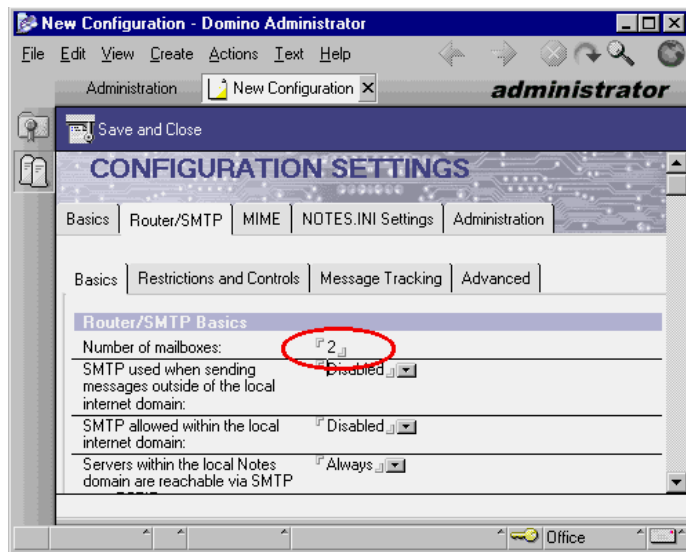 New Configuration - Domino Administrator
File Edit View Create Actions Text Help
Administration New Configuration administrator
Save and Close
CONFIGURATION SETTINGS
Basics Router/SMTP MIME NOTES.INI Settings Administration
Basics Restrictions and Controls Message Tracking Advanced
Router/SMTP Basics
Number of mailboxes: 2
SMTP used when sending Disabled
messages outside of the local
internet domain:
SMTP allowed within the local Disabled
internet domain:
Servers within the local Notes Always
domain are reachable via SMTP
Office